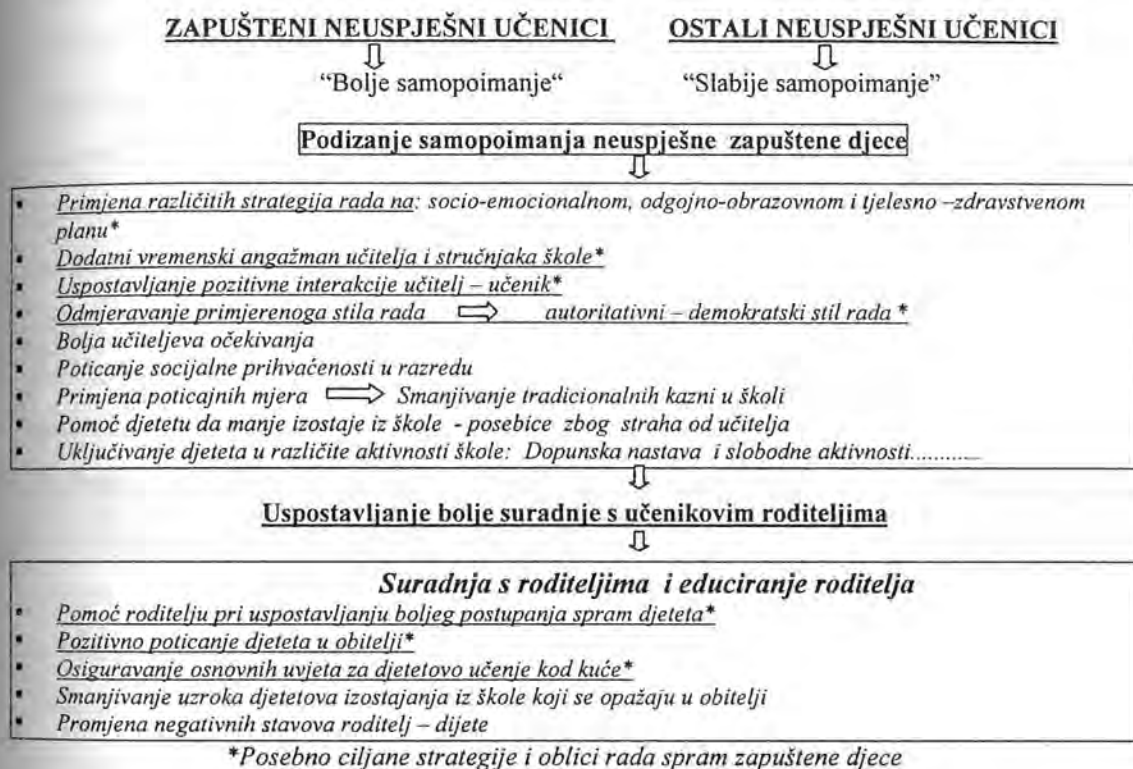 ZAPUŠTENI NEUSPJEŠNI UČENICI OSTALI NEUSPJEŠNI UČENICI
“Bolje samopoimanje“ “Slabije samopoimanje”
Podizanje samopoimanja neuspješne zapuštene djece
▪ Primjena različitih strategija rada na: socio-emocionalnom, odgojno-obrazovnom i tjelesno –zdravstvenom
planu*
▪ Dodatni vremenski angažman učitelja i stručnjaka škole*
▪ Uspostavljanje pozitivne interakcije učitelj – učenik*
▪ Odmjeravanje primjerenoga stila rada ⇨ autoritativni – demokratski stil rada *
▪ Bolja učiteljeva očekivanja
▪ Poticanje socijalne prihvaćenosti u razredu
▪ Primjena poticajnih mjera ⇨ Smanjivanje tradicionalnih kazni u školi
▪ Pomoć djetetu da manje izostaje iz škole - posebice zbog straha od učitelja
▪ Uključivanje djeteta u različite aktivnosti škole: Dopunska nastava i slobodne aktivnosti...........
Uspostavljanje bolje suradnje s učenikovim roditeljima
Suradnja s roditeljima i educiranje roditelja
▪ Pomoć roditelju pri uspostavljanju boljeg postupanja spram djeteta*
▪ Pozitivno poticanje djeteta u obitelji*
▪ Osiguravanje osnovnih uvjeta za djetetovo učenje kod kuće*
▪ Smanjivanje uzroka djetetova izostajanja iz škole koji se opažaju u obitelji
▪ Promjena negativnih stavova roditelj – dijete
*Posebno ciljane strategije i oblici rada spram zapuštene djece